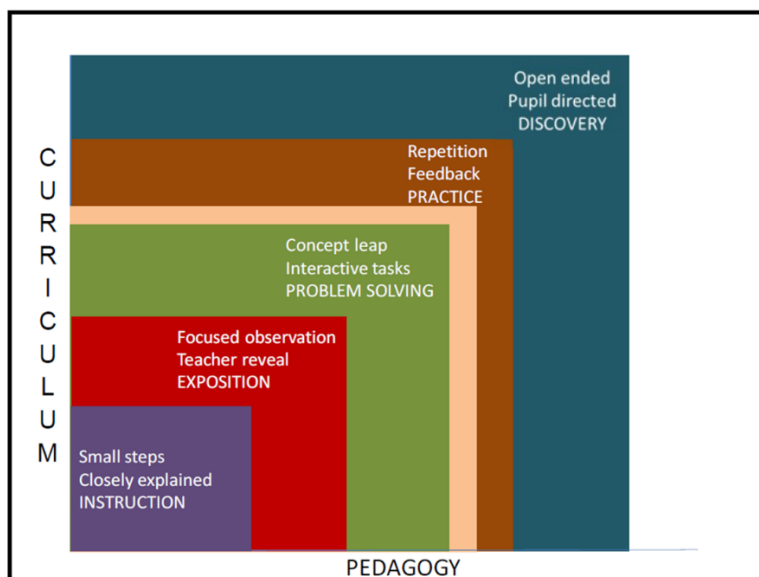 CURRICULUM
Open ended
Pupil directed
DISCOVERY
Repetition
Feedback
PRACTICE
Concept leap
Interactive tasks
PROBLEM SOLVING
Focused observation
Teacher reveal
EXPOSITION
Small steps
Closely explained
INSTRUCTION
PEDAGOGY